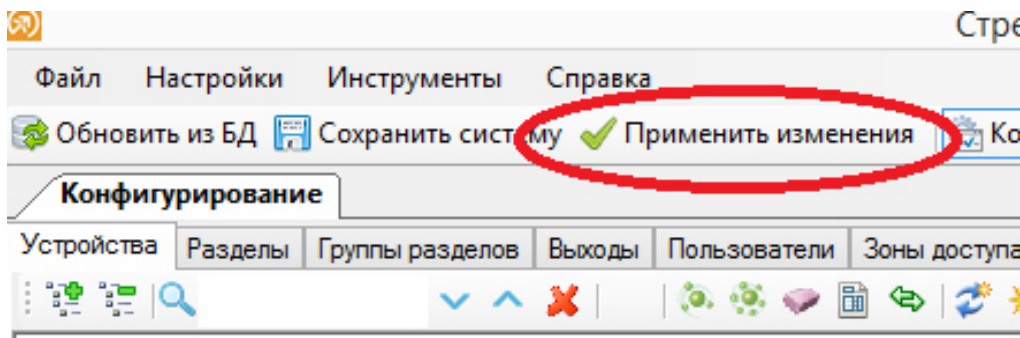 Стре
Файл Настройки Инструменты Справка
Обновить из БД Сохранить систему Применить изменения Ко
Конфигурирование
Устройства Разделы Группы разделов Выходы Пользователи Зоны доступа